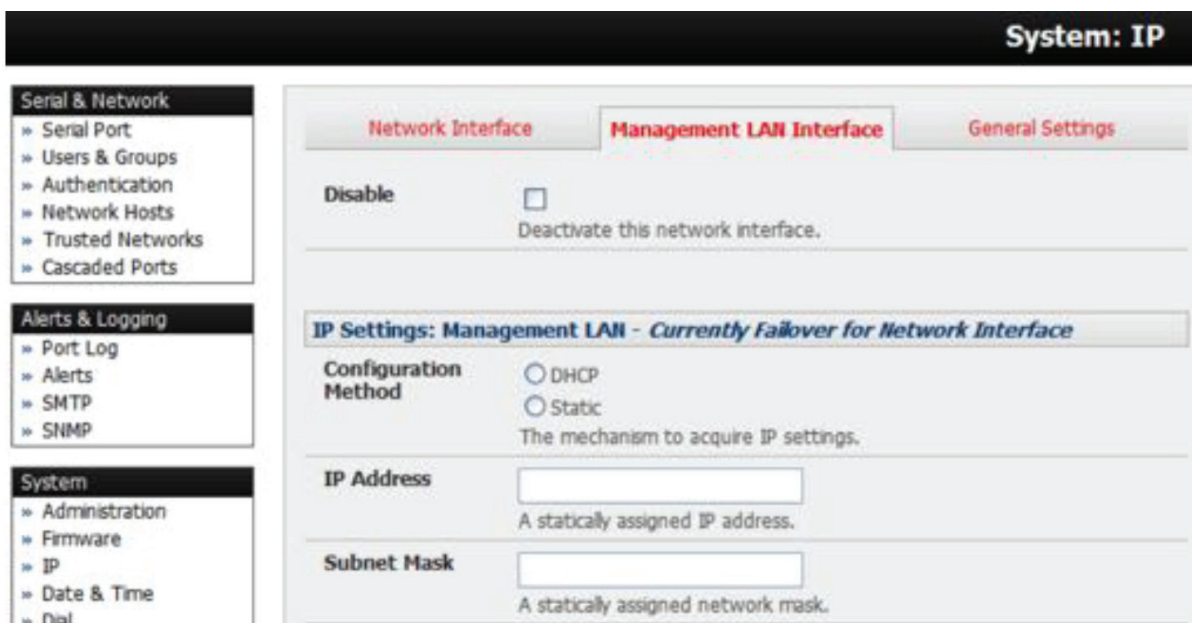 System: IP
Serial & Network
» Serial Port
» Users & Groups
» Authentication
» Network Hosts
» Trusted Networks
» Cascaded Ports
Alerts & Logging
» Port Log
» Alerts
» SMTP
» SNMP
System
» Administration
» Firmware
» IP
» Date & Time
» Dial
Network Interface
Management LAN Interface
General Settings
Disable
Deactivate this network interface.
IP Settings: Management LAN - Currently Failover for Network Interface
Configuration
Method
DHCP
Static
The mechanism to acquire IP settings.
IP Address
A statically assigned IP address.
Subnet Mask
A statically assigned network mask.